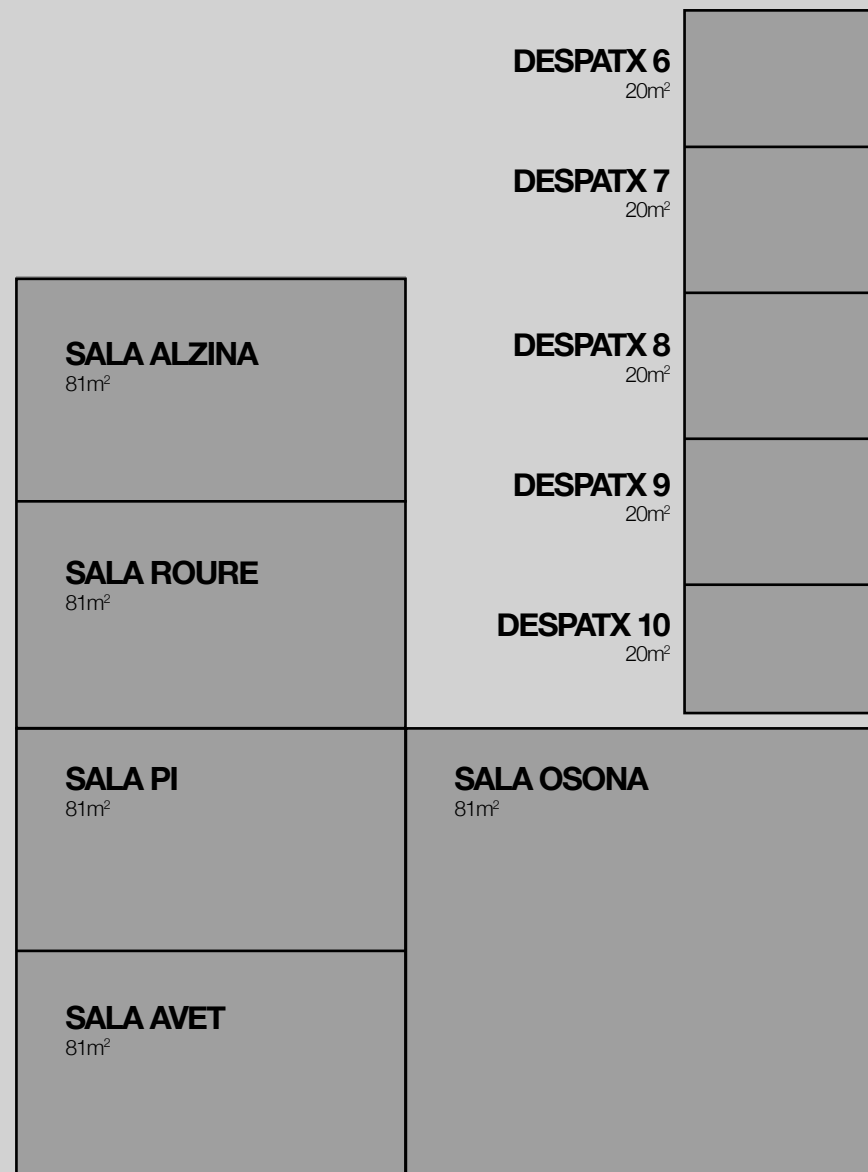 DESPATX 6
20m²
DESPATX 7
20m²
SALA ALZINA
81m²
DESPATX 8
20m²
DESPATX 9
20m²
SALA ROURE
81m²
DESPATX 10
20m²
SALA PI
81m²
SALA OSONA
81m²
SALA AVET
81m²